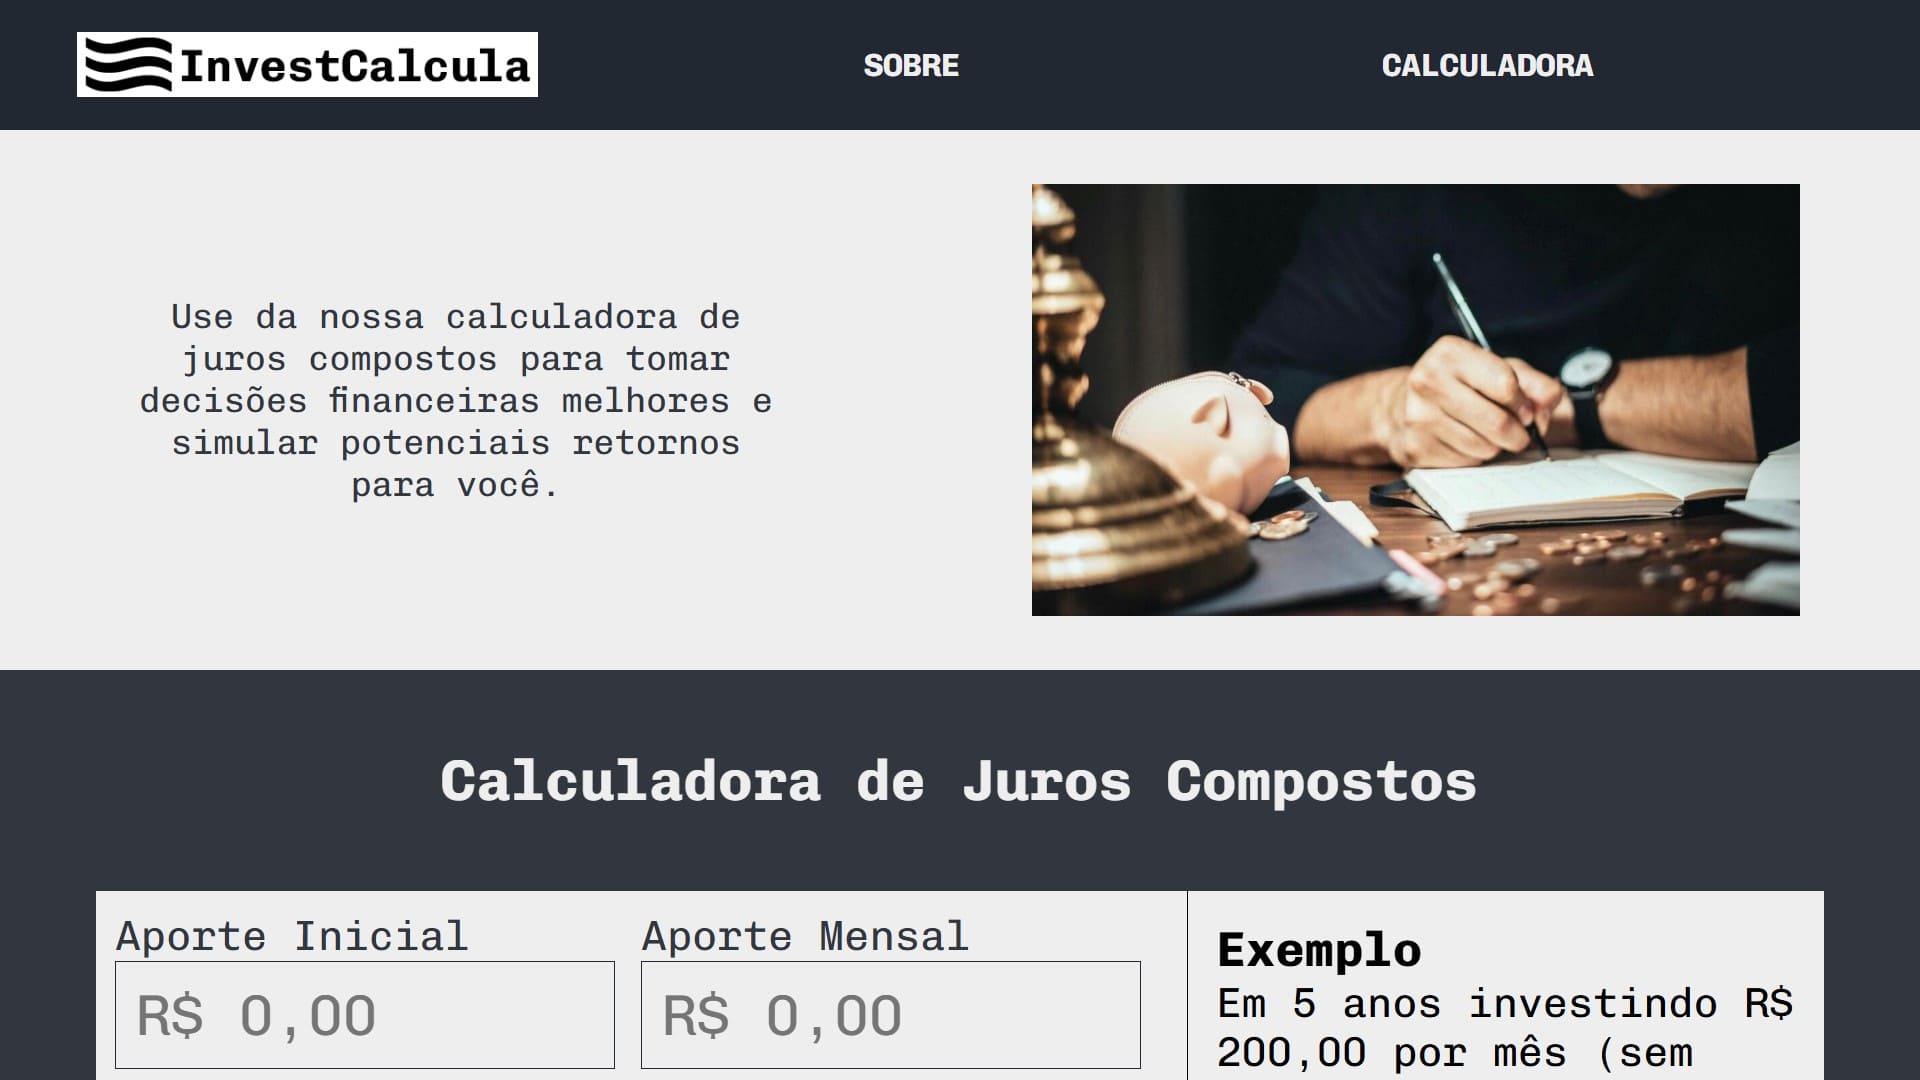 InvestCalcula
SOBRE
CALCULADORA
Use da nossa calculadora de
juros compostos para tomar
decisões financeiras melhores e
simular potenciais retornos
para você.
Calculadora de Juros Compostos
Aporte Inicial
R$ 0,00
Aporte Mensal
R$ 0,00
Exemplo
Em 5 anos investindo R$
200,00 por mês (sem